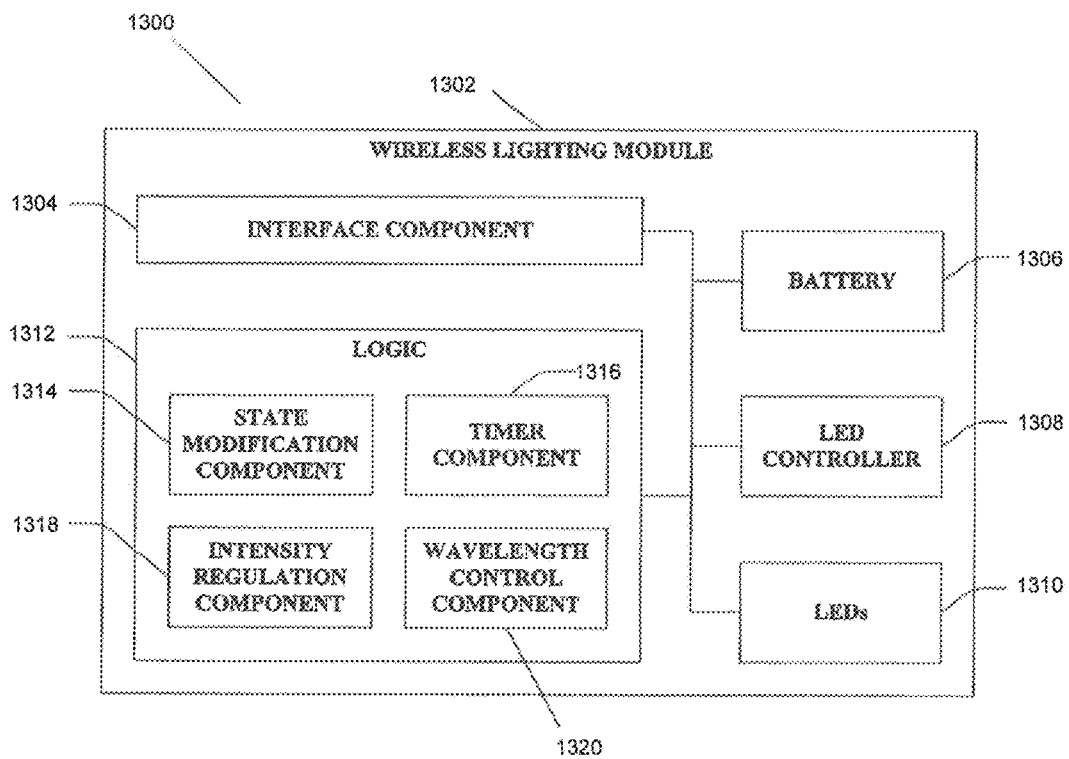 1300
1302
WIRELESS LIGHTING MODULE
1304
INTERFACE COMPONENT
1306
BATTERY
1312
LOGIC
1314
STATE
MODIFICATION
COMPONENT
1316
TIMER
COMPONENT
1308
LED
CONTROLLER
1318
INTENSITY
REGULATION
COMPONENT
WAVELENGTH
CONTROL
COMPONENT
1310
LEDs
1320